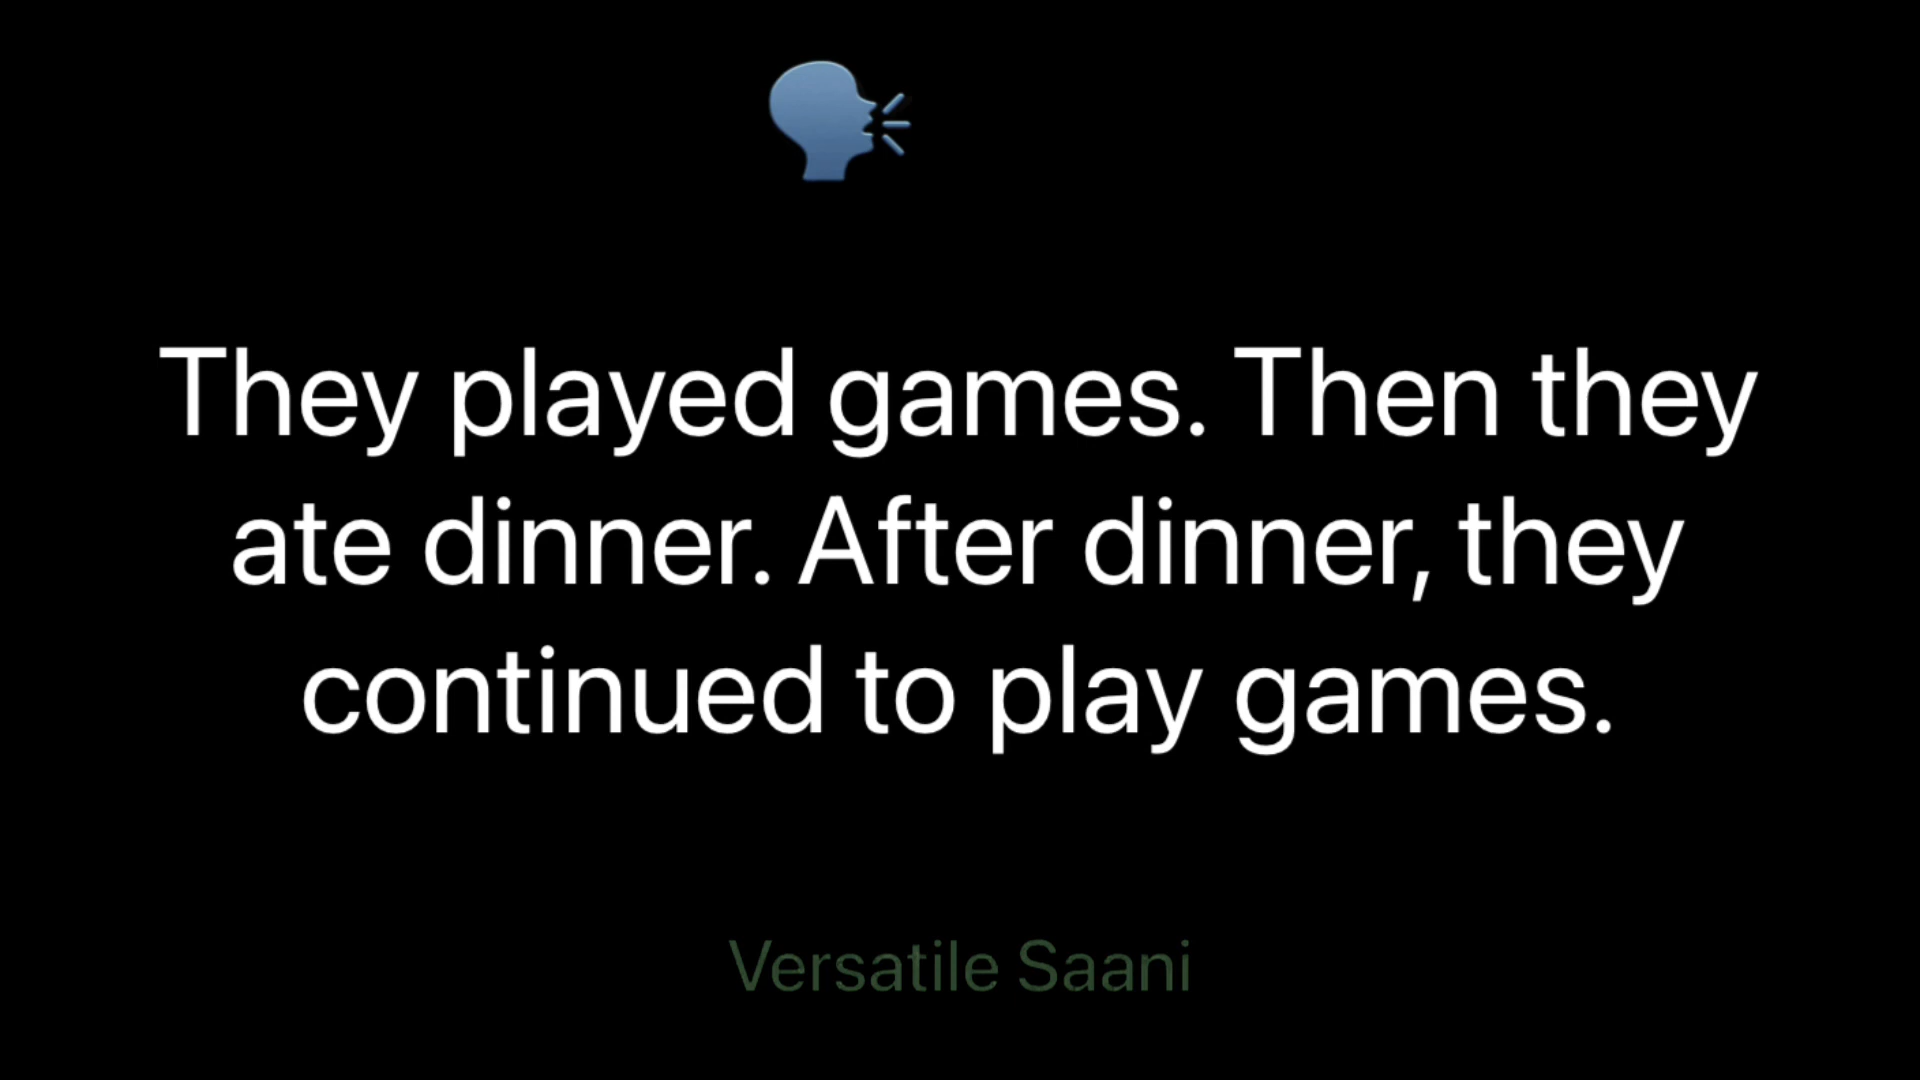 They played games. Then they
ate dinner. After dinner, they
continued to play games.
Versatile Saani